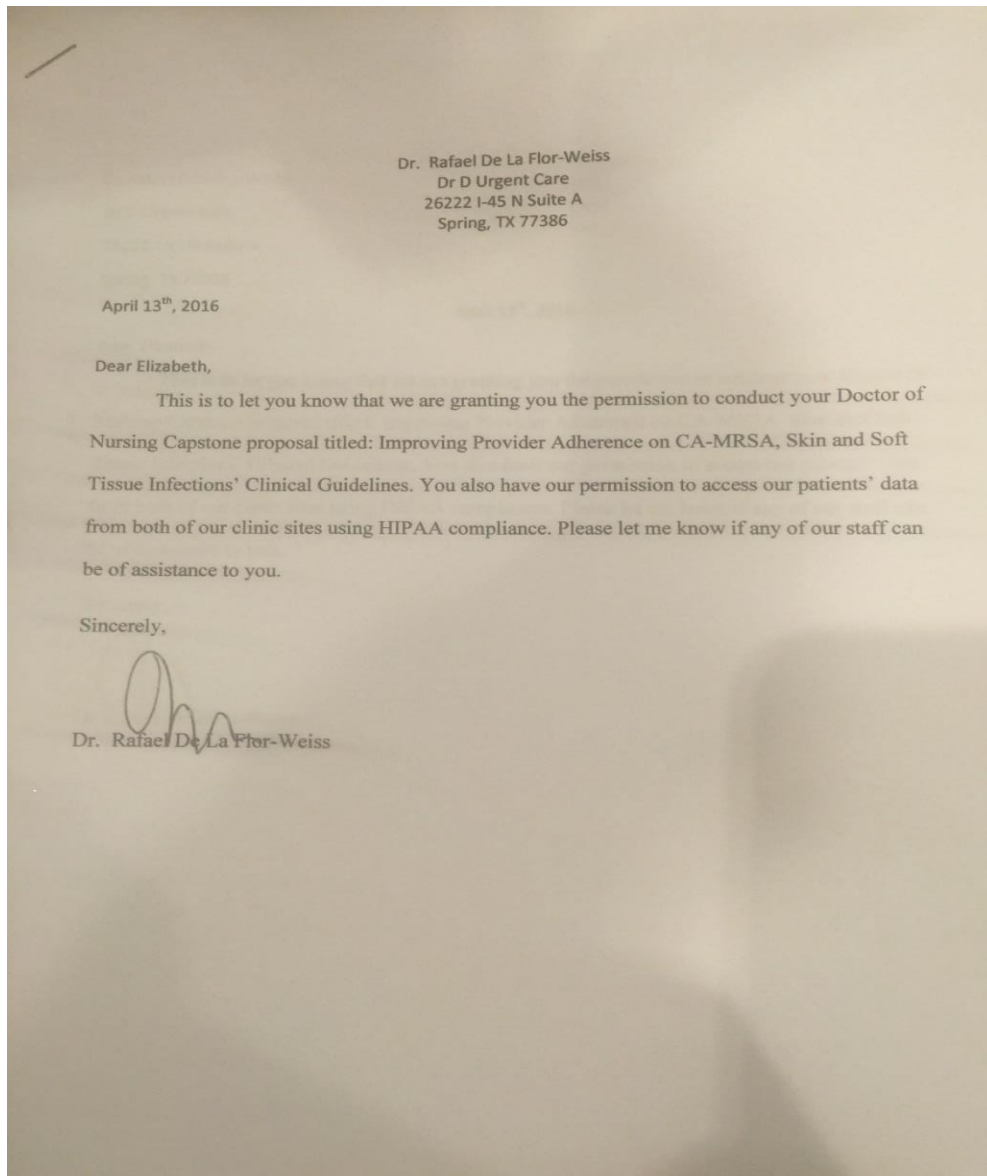 Dr. Rafael De La Flor-Weiss
Dr D Urgent Care
26222 I-45 N Suite A
Spring, TX 77386
April 13th, 2016
Dear Elizabeth,
This is to let you know that we are granting you the permission to conduct your Doctor of
Nursing Capstone proposal titled: Improving Provider Adherence on CA-MRSA, Skin and Soft
Tissue Infections’ Clinical Guidelines. You also have our permission to access our patients’ data
from both of our clinic sites using HIPAA compliance. Please let me know if any of our staff can
be of assistance to you.
Sincerely,
Dr. Rafael De La Flor-Weiss